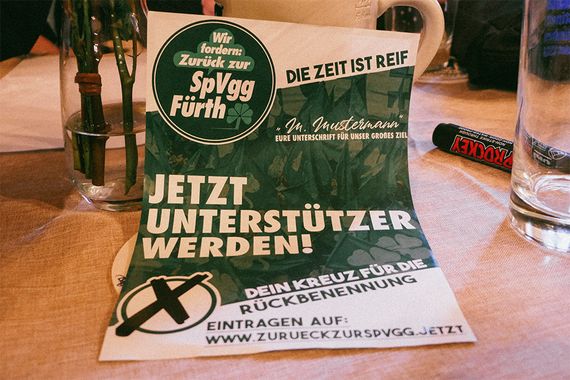 Wir
fordern:
Zurück zur
SpVgg
Fürth
DIE ZEIT IST REIF
„M. Mustermann“
EURE UNTERSCHRIFT FÜR UNSER GROẞES ZIEL
JETZT
UNTERSTÜTZER
WERDEN!
DEIN KREUZ FÜR DIE
RÜCKBENENNUNG
EINTRAGEN AUF:
WWW.ZURUECKZURSPVGG.JETZT